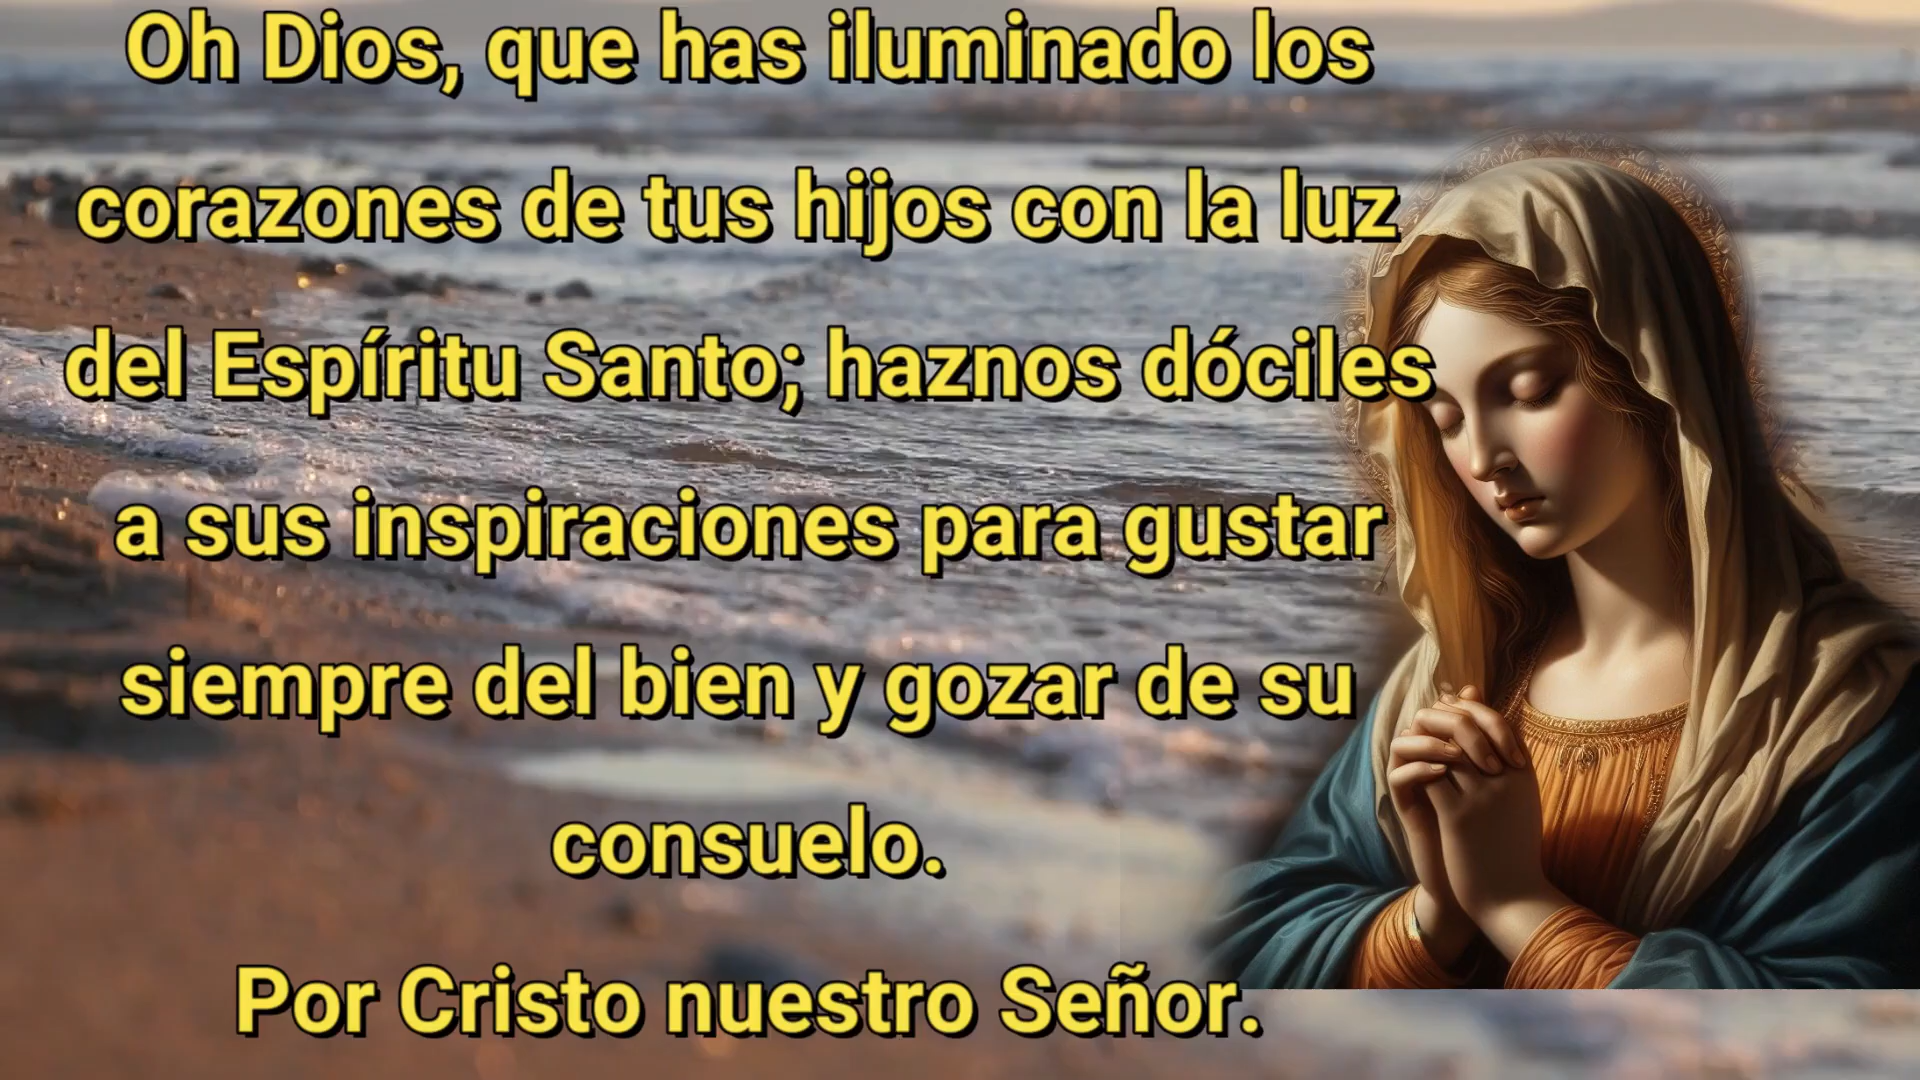 Oh Dios, que has iluminado los
corazones de tus hijos con la luz
del Espíritu Santo; haznos dóciles
a sus inspiraciones para gustar
siempre del bien y gozar de su
consuelo.
Por Cristo nuestro Señor.